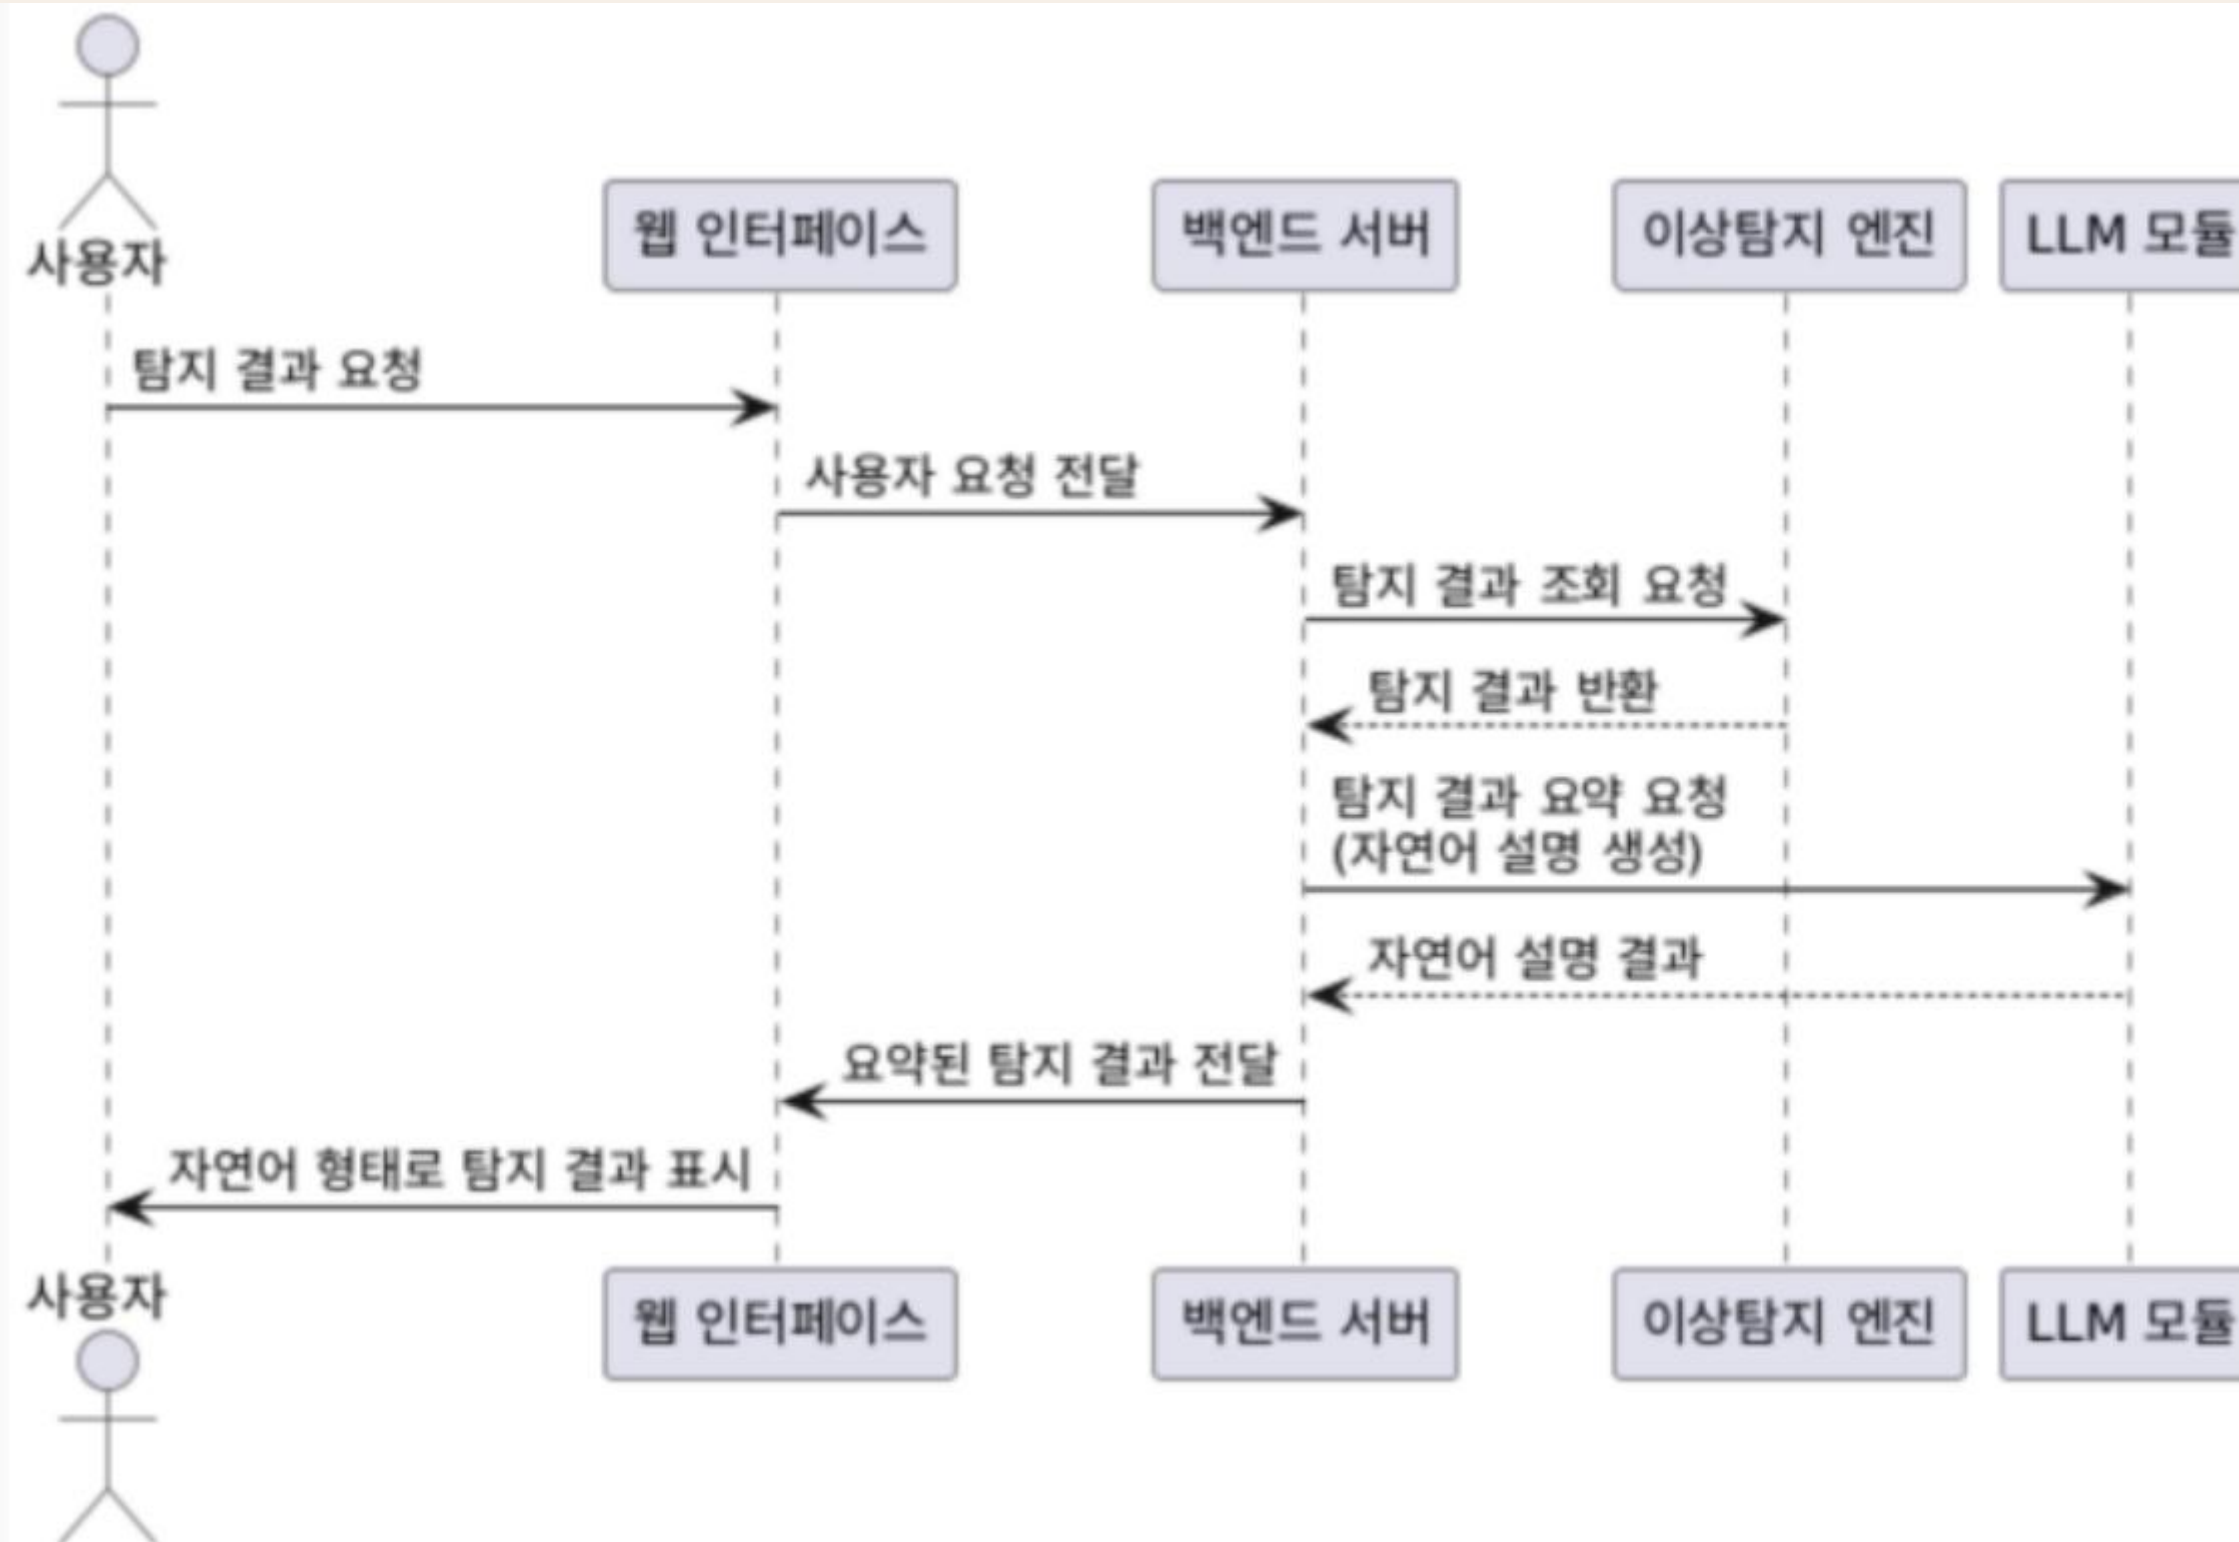 사용자
웹 인터페이스
백엔드 서버
이상탐지 엔진
LLM 모듈
탐지 결과 요청
사용자 요청 전달
탐지 결과 조회 요청
탐지 결과 반환
탐지 결과 요약 요청
(자연어 설명 생성)
자연어 설명 결과
요약된 탐지 결과 전달
자연어 형태로 탐지 결과 표시
사용자
웹 인터페이스
백엔드 서버
이상탐지 엔진
LLM 모듈